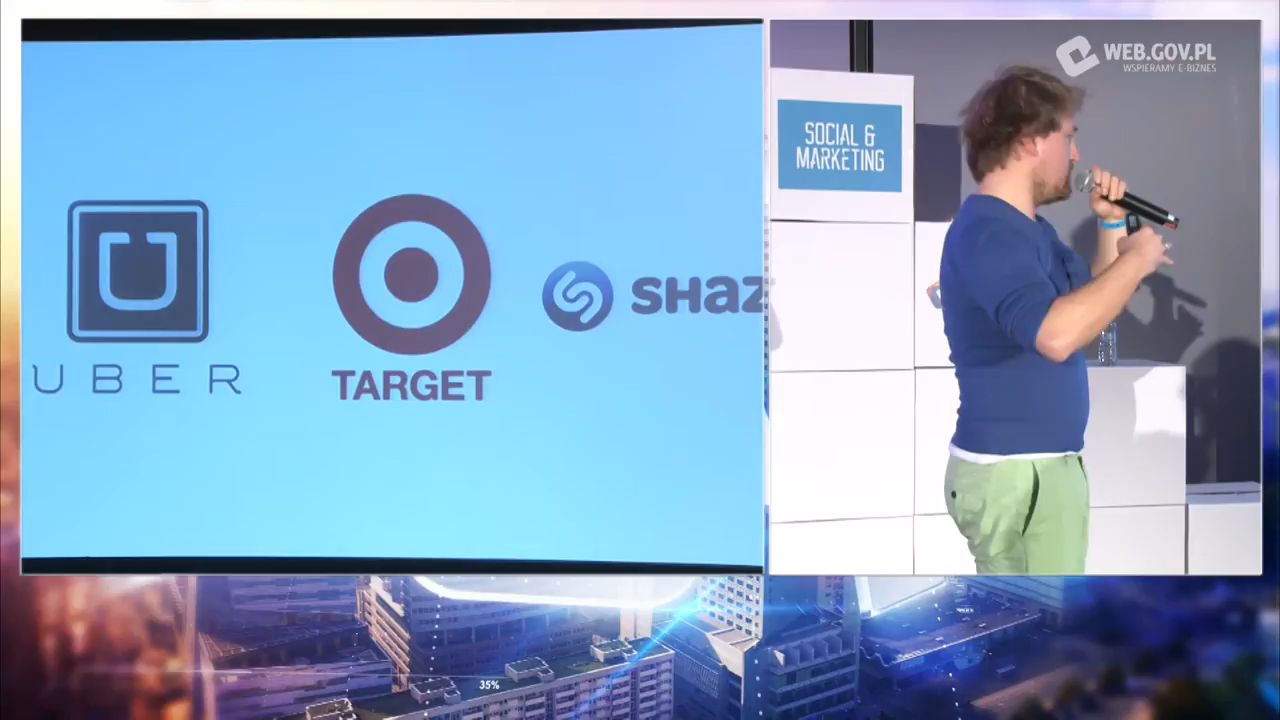 UBER
TARGET
SHAZ
SOCIAL &
MARKETING
WEB.GOV.PL
WSPIERAMY E-BIZNES
35%